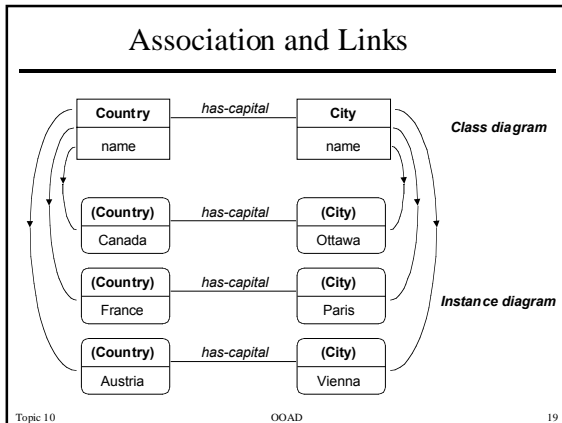 Association and Links
Country has-capital City
Class diagram
name name
(Country) has-capital (City)
Canada Ottawa
(Country) has-capital (City)
France Paris
Instance diagram
(Country) has-capital (City)
Austria Vienna
Topic 10 OOAD 19